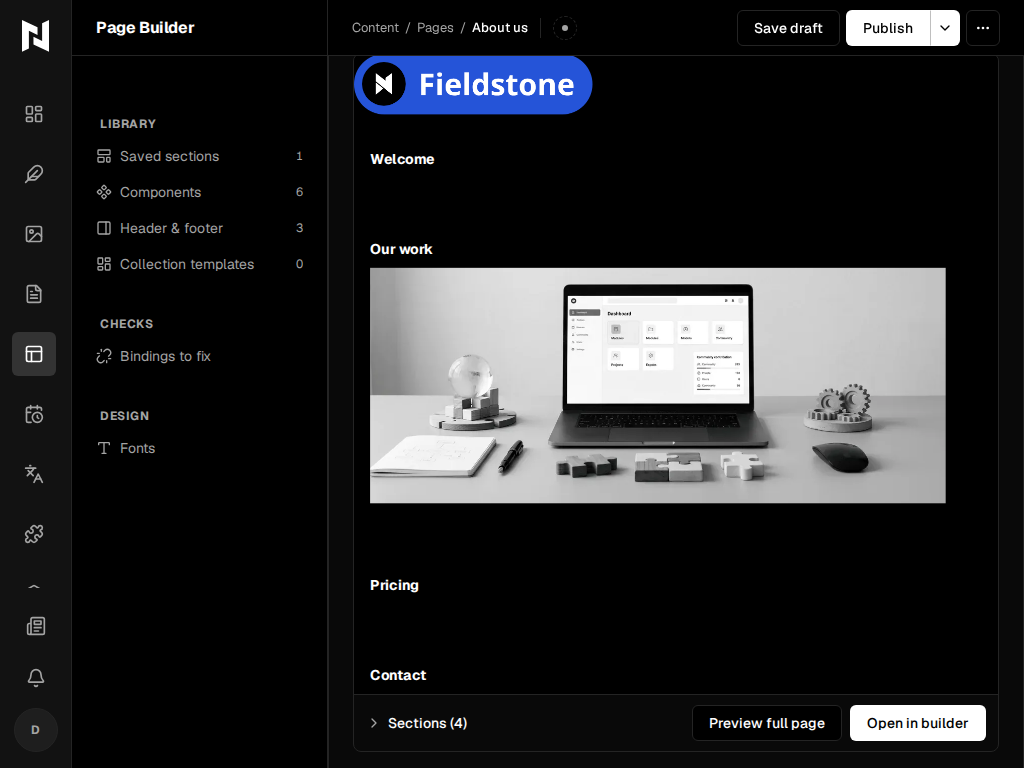 Page Builder
Content / Pages / About us
Save draft
Publish
Fieldstone
LIBRARY
Saved sections 1
Components 6
Header & footer 3
Collection templates 0
CHECKS
Bindings to fix
DESIGN
Fonts
Welcome
Our work
Dashboard
Pricing
Contact
Sections (4)
Preview full page
Open in builder
D